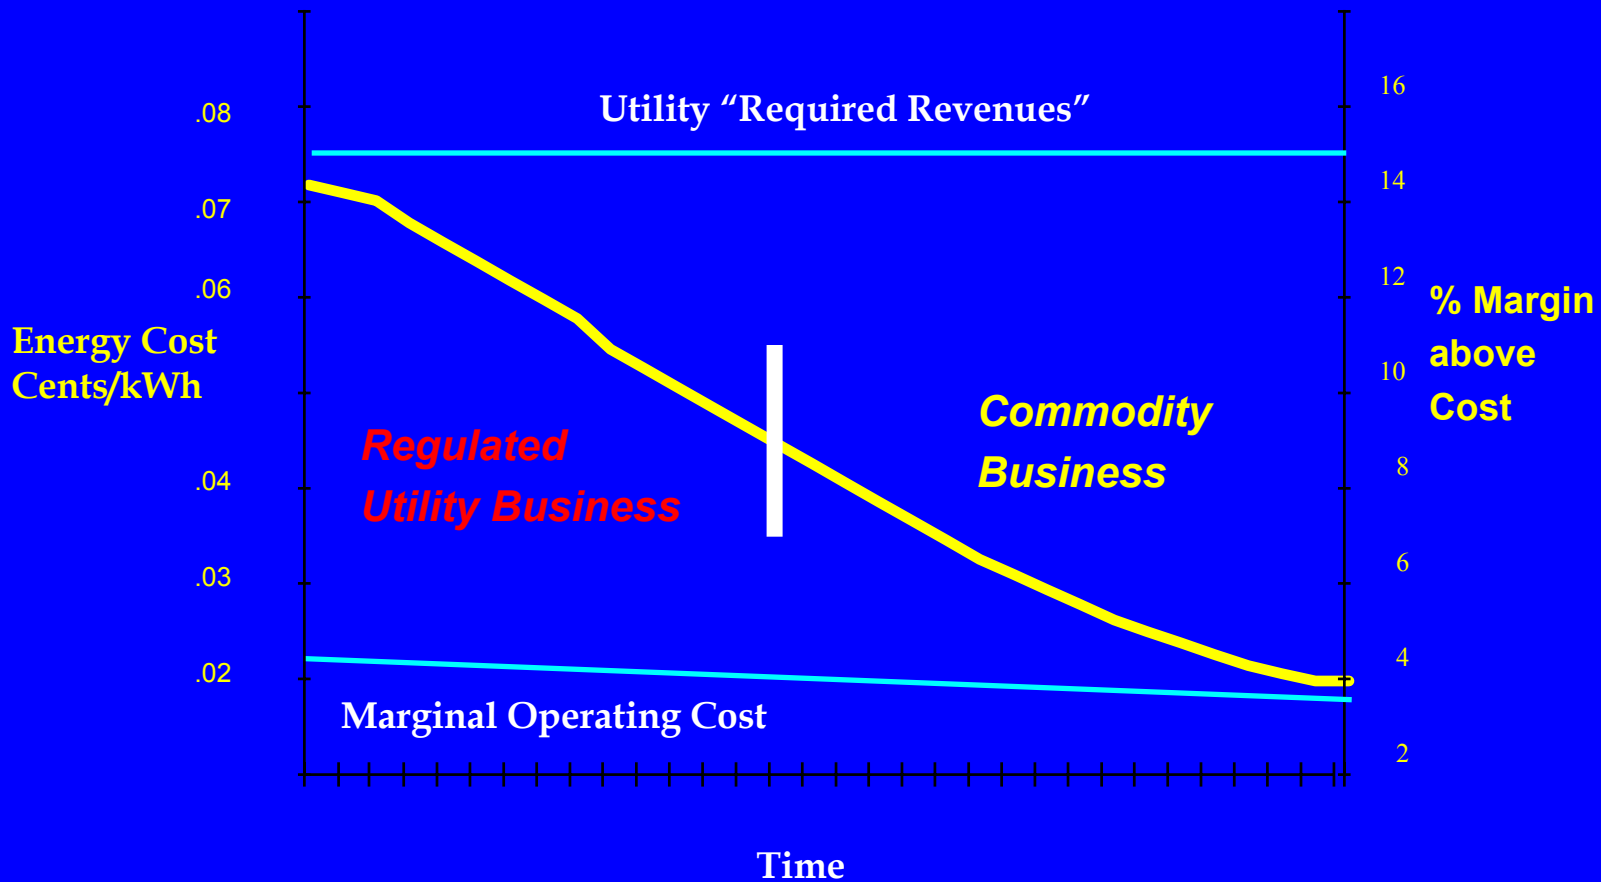 Utility “Required Revenues”
.08
.07
.06
.04
.03
.02
Energy Cost
Cents/kWh
Regulated
Utility Business
Commodity
Business
16
14
12
10
8
6
4
2
% Margin
above
Cost
Marginal Operating Cost
Time